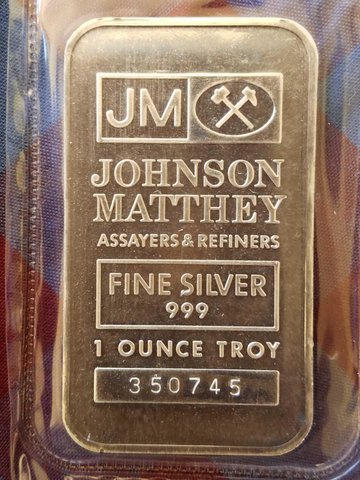 JM
JOHNSON
MATTHEY
ASSAYERS & REFINERS
FINE SILVER
999
1 OUNCE TROY
350745